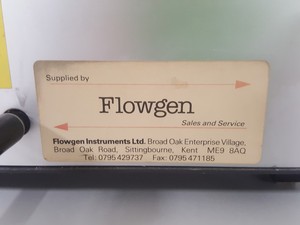 Supplied by
Flowgen
Sales and Service
Flowgen Instruments Ltd. Broad Oak Enterprise Village,
Broad Oak Road, Sittingbourne, Kent ME9 8AQ
Tel: 0795 429737 Fax: 0795 471185